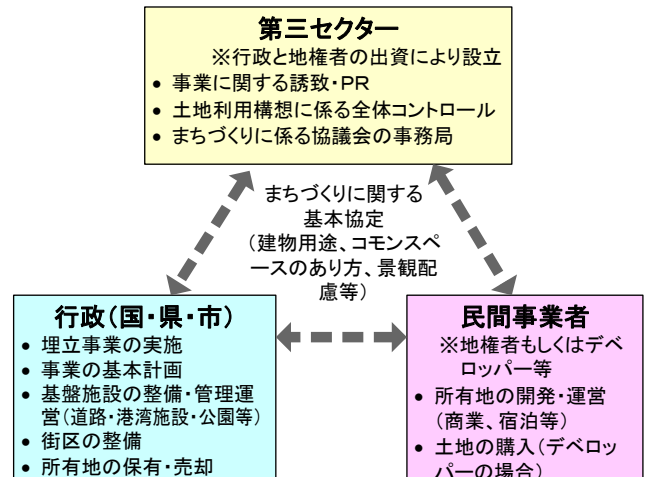 第三セクター
※行政と地権者の出資により設立
• 事業に関する誘致・PR
• 土地利用構想に係る全体コントロール
• まちづくりに係る協議会の事務局
まちづくりに関する
基本協定
（建物用途、コモンスペ
ースのあり方、景観配
慮等）
行政（国・県・市）
• 埋立事業の実施
• 事業の基本計画
• 基盤施設の整備・管理運
営（道路・港湾施設・公園等）
• 街区の整備
• 所有地の保有・売却
民間事業者
※地権者もしくはデベ
ロッパー等
• 所有地の開発・運営
（商業、宿泊等）
• 土地の購入（デベロッ
パーの場合）